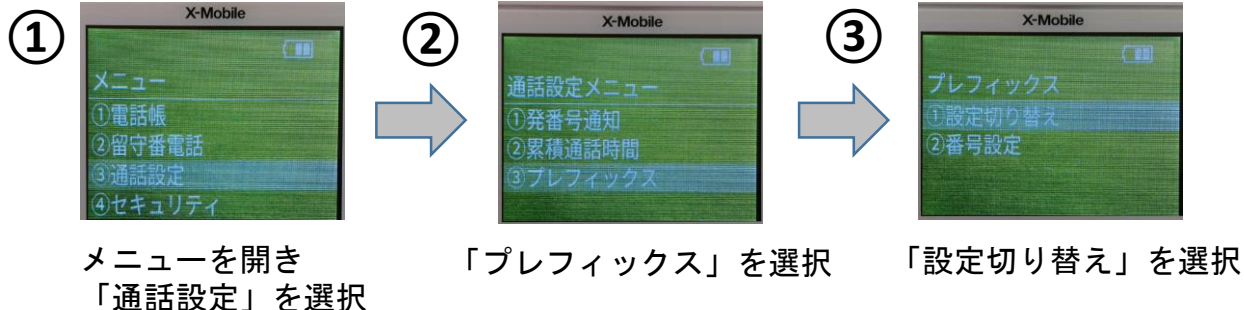 ①
X-Mobile
メニュー
①電話帳
②留守番電話
③通話設定
④セキュリティ
メニューを開き
「通話設定」を選択
②
X-Mobile
通話設定メニュー
①発番号通知
②累積通話時間
③プレフィックス
「プレフィックス」を選択
③
X-Mobile
プレフィックス
①設定切り替え
②番号設定
「設定切り替え」を選択